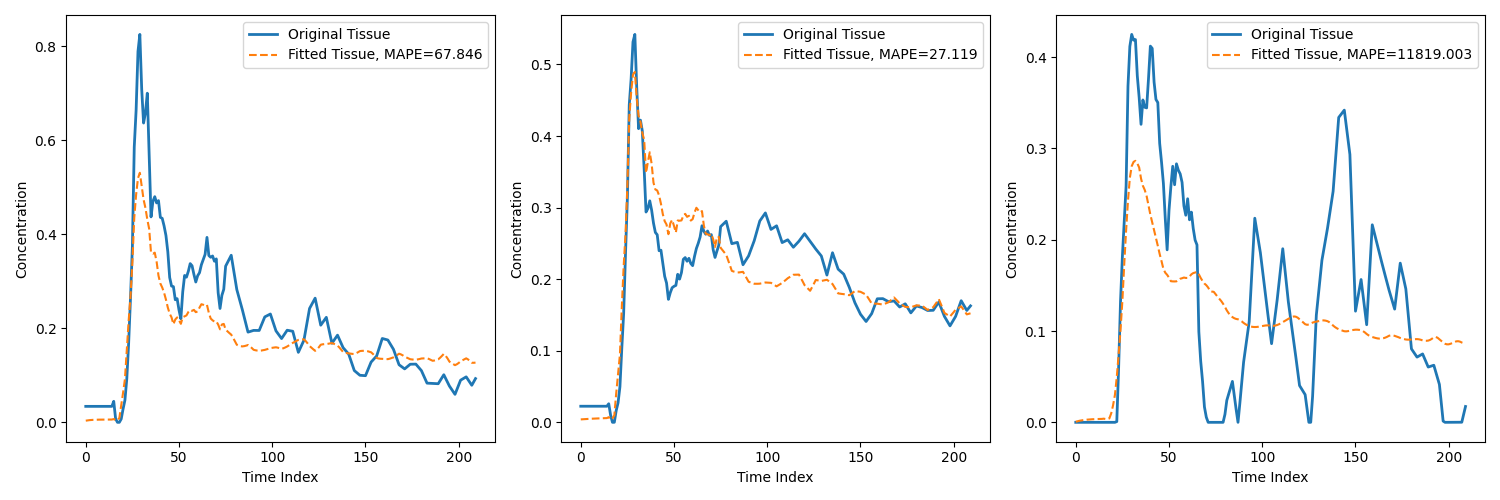 Original Tissue
Fitted Tissue, MAPE=67.846
Concentration
0.8
0.6
0.4
0.2
0.0
0 50 100 150 200
Time Index
Original Tissue
Fitted Tissue, MAPE=27.119
Concentration
0.5
0.4
0.3
0.2
0.1
0.0
0 50 100 150 200
Time Index
Original Tissue
Fitted Tissue, MAPE=11819.003
Concentration
0.4
0.3
0.2
0.1
0.0
0 50 100 150 200
Time Index